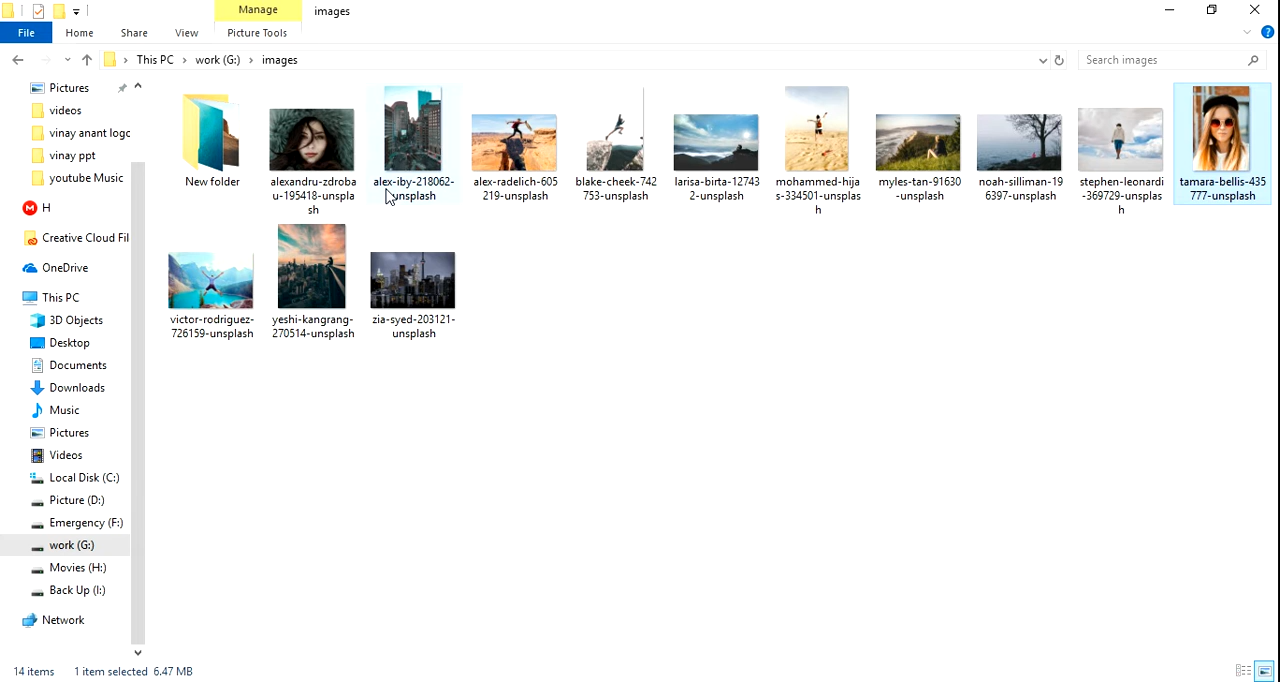 Manage
images
File
Home
Share
View
Picture Tools
This PC
work (G:)
images
Search images
Pictures
videos
vinay anant logo
vinay ppt
youtube Music
H
Creative Cloud Fil
OneDrive
This PC
3D Objects
Desktop
Documents
Downloads
Music
Pictures
Videos
Local Disk (C:)
Picture (D:)
Emergency (F:)
work (G:)
Movies (H:)
Back Up (I:)
Network
New folder
alexandru-zdroba
u-195418-unspla
sh
alex-iby-218062-
unsplash
alex-radelich-605
219-unsplash
blake-cheek-742
753-unsplash
larisa-birta-12743
2-unsplash
mohammed-hija
s-334501-unsplas
h
myles-tan-91630
-unsplash
noah-silliman-19
6397-unsplash
stephen-leonardi
-369729-unsplas
h
tamara-bellis-435
777-unsplash
victor-rodriguez-
726159-unsplash
yeshi-kangrang-
270514-unsplash
zia-syed-203121-
unsplash
14 items
1 item selected 6.47 MB